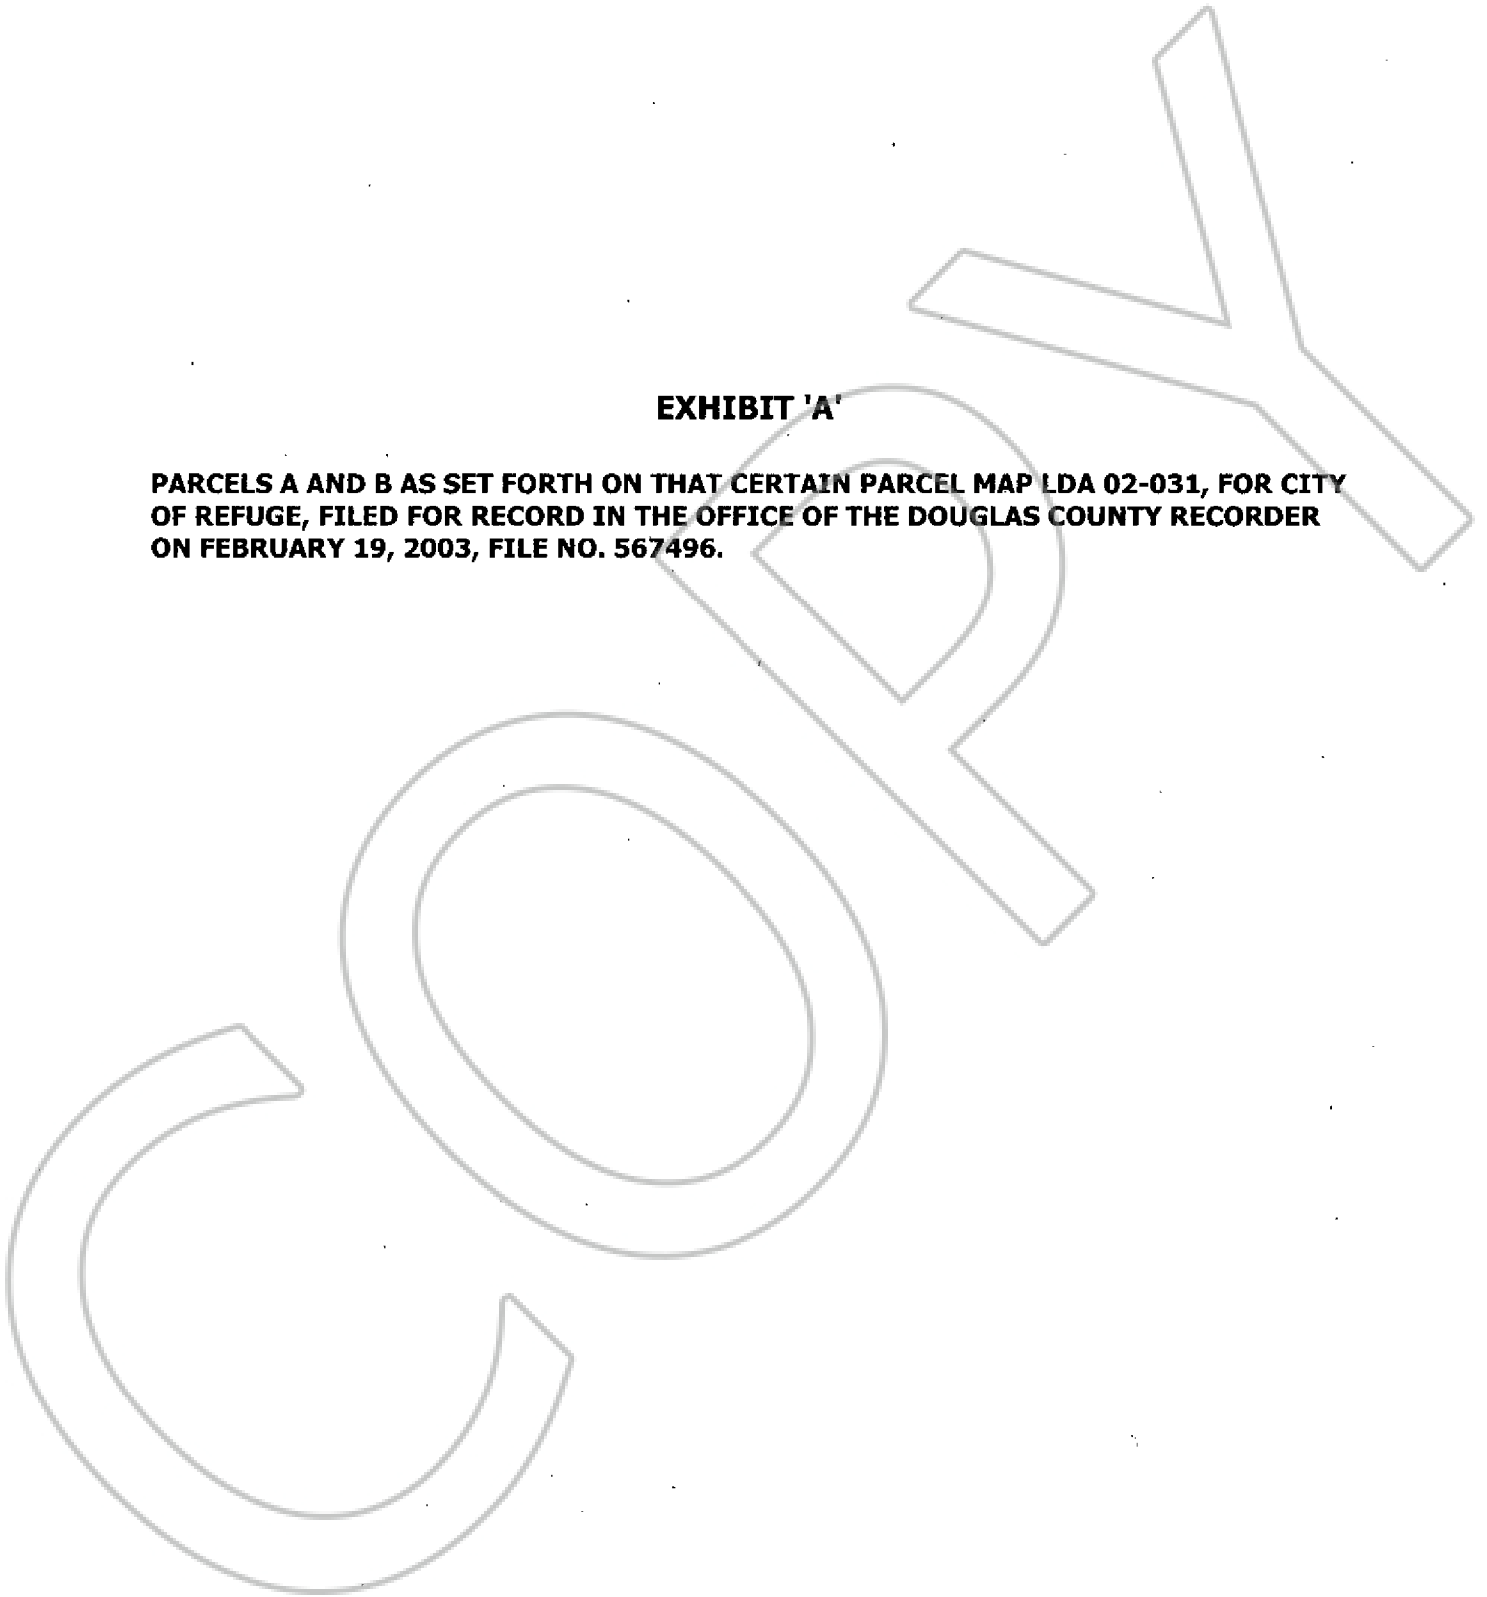 EXHIBIT 'A'
PARCELS A AND B AS SET FORTH ON THAT CERTAIN PARCEL MAP LDA 02-031, FOR CITY
OF REFUGE, FILED FOR RECORD IN THE OFFICE OF THE DOUGLAS COUNTY RECORDER
ON FEBRUARY 19, 2003, FILE NO. 567496.
COPY